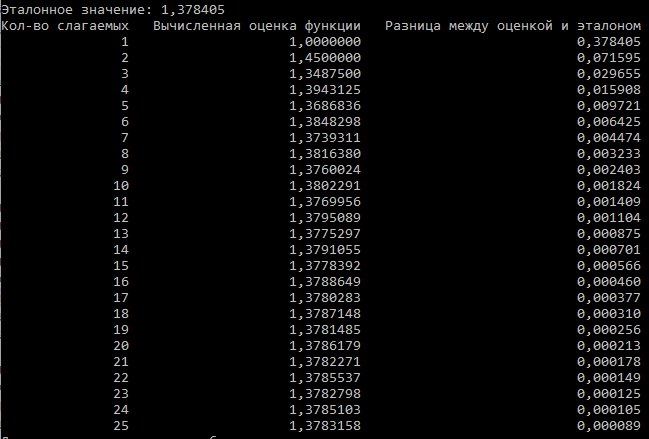 Эталонное значение: 1,378405
Кол-во слагаемых Вычисленная оценка функции Разница между оценкой и эталоном
1 1,0000000 0,378405
2 1,4500000 0,071595
3 1,3487500 0,029655
4 1,3943125 0,015908
5 1,3686836 0,009721
6 1,3848298 0,006425
7 1,3739311 0,004474
8 1,3816380 0,003233
9 1,3760024 0,002403
10 1,3802291 0,001824
11 1,3769956 0,001409
12 1,3795089 0,001104
13 1,3775297 0,000875
14 1,3791055 0,000701
15 1,3778392 0,000566
16 1,3788649 0,000460
17 1,3780283 0,000377
18 1,3787148 0,000310
19 1,3781485 0,000256
20 1,3786179 0,000213
21 1,3782271 0,000178
22 1,3785537 0,000149
23 1,3782798 0,000125
24 1,3785103 0,000105
25 1,3783158 0,000089